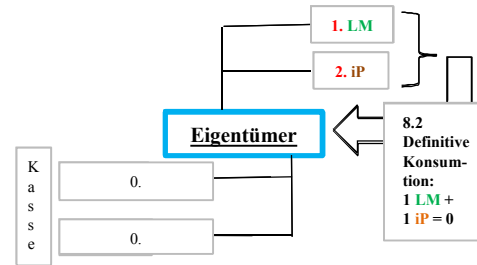 1. LM
2. iP
Eigentümer
8.2
Definitive
Konsum-
tion:
1 LM +
1 iP = 0
K
a
s
s
e
0.
0.